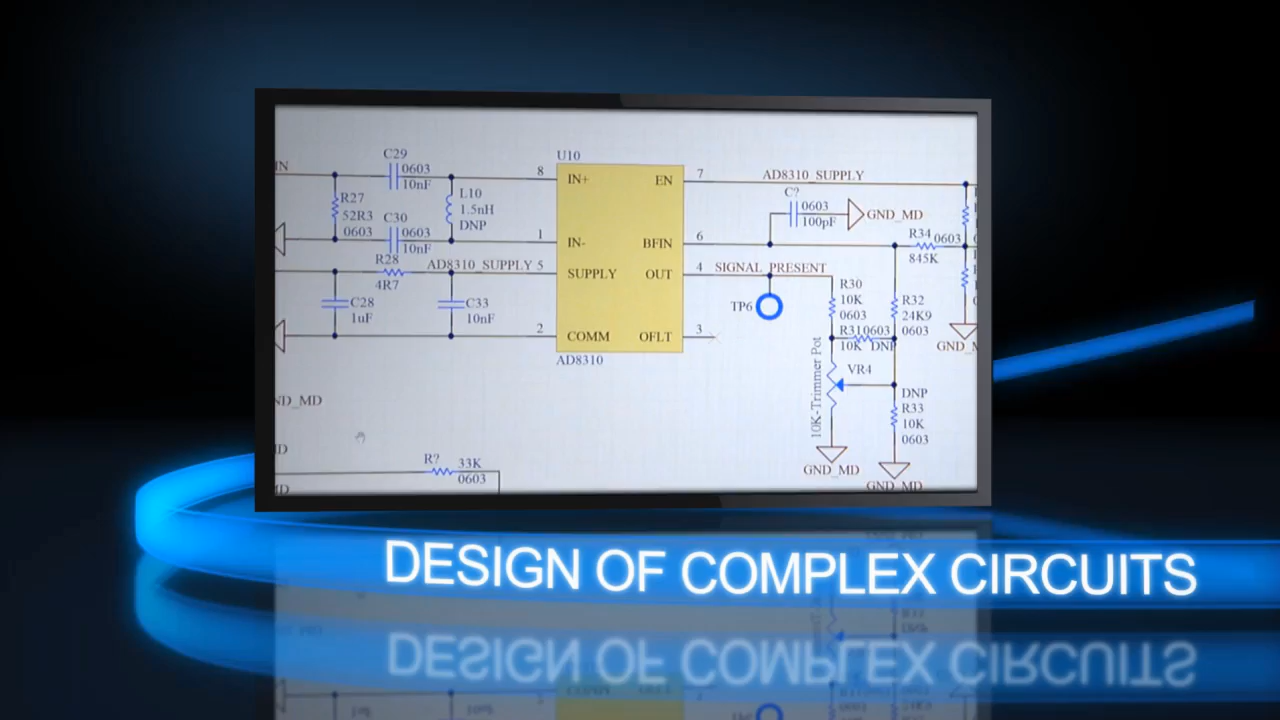 IN
C29
0603
10nF
R27
52R3
0603
L10
1.5nH
DNP
C30
0603
10nF
R28
4R7
AD8310_SUPPLY
C28
1uF
C33
10nF
8
1
5
2
U10
IN+
EN
IN-
BFIN
SUPPLY
OUT
COMM
OFLT
AD8310
7
6
4
3
AD8310_SUPPLY
C?
0603
100pF
GND_MD
R34
0603
845K
SIGNAL_PRESENT
TP6
R30
10K
0603
R32
24K9
0603
R31
0603
10K
DNP
VR4
10K-Trimmer Pot
DNP
R33
10K
0603
GND_MD
GND_MD
R?
33K
0603
DESIGN OF COMPLEX CIRCUITS